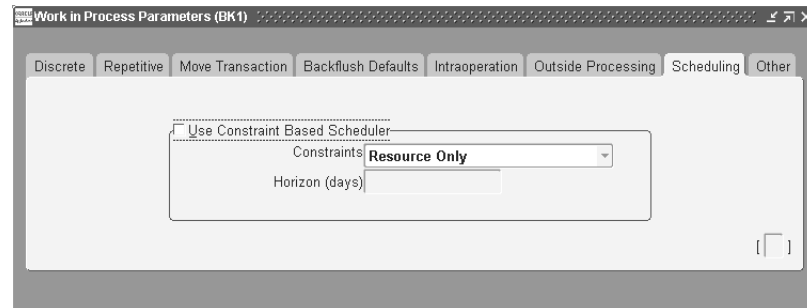 Work in Process Parameters (BK1)
Discrete Repetitive Move Transaction Backflush Defaults Intraoperation Outside Processing Scheduling Other
Use Constraint Based Scheduler
Constraints Resource Only
Horizon (days)
[ ]